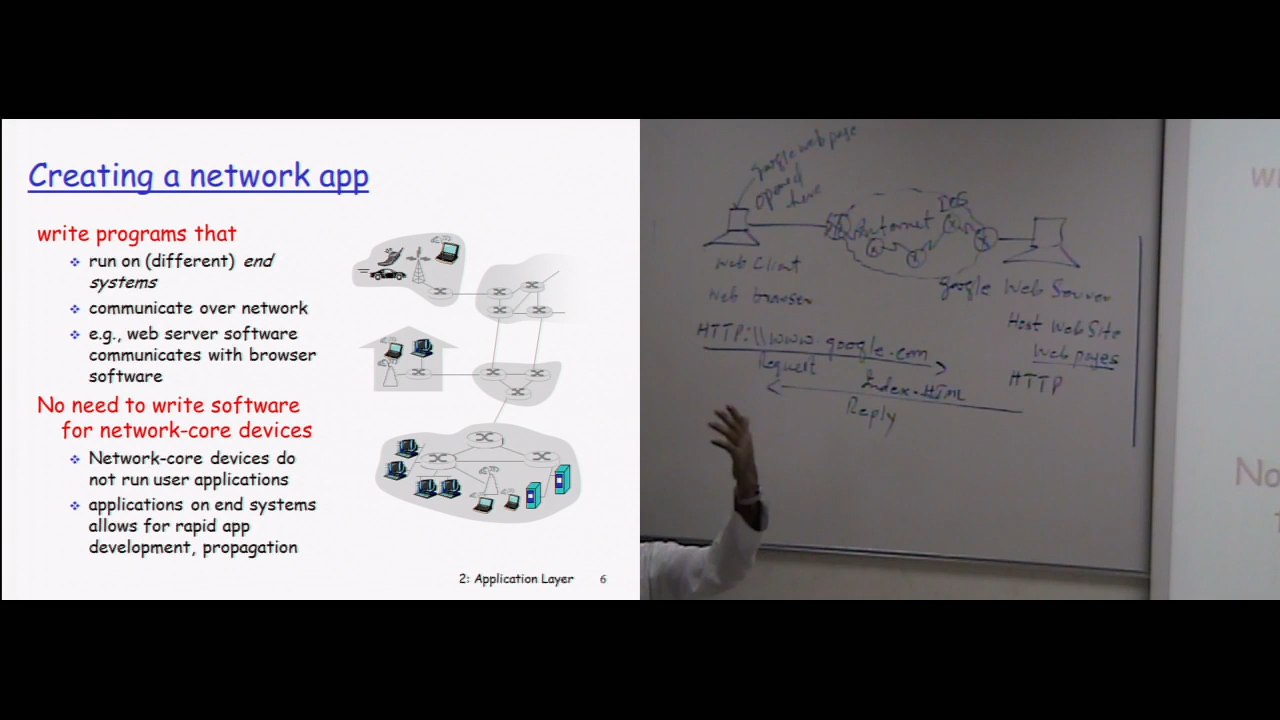 Creating a network app
write programs that
run on (different) end
systems
communicate over network
e.g., web server software
communicates with browser
software
No need to write software
for network-core devices
Network-core devices do
not run user applications
applications on end systems
allows for rapid app
development, propagation
2: Application Layer 6
google web page
opened
here
Internet
Web Client
Web browser
google Web Server
Host Web Site
Web pages
HTTP
HTTP:\\www.google.com
Request
Index.HTML
Reply
No